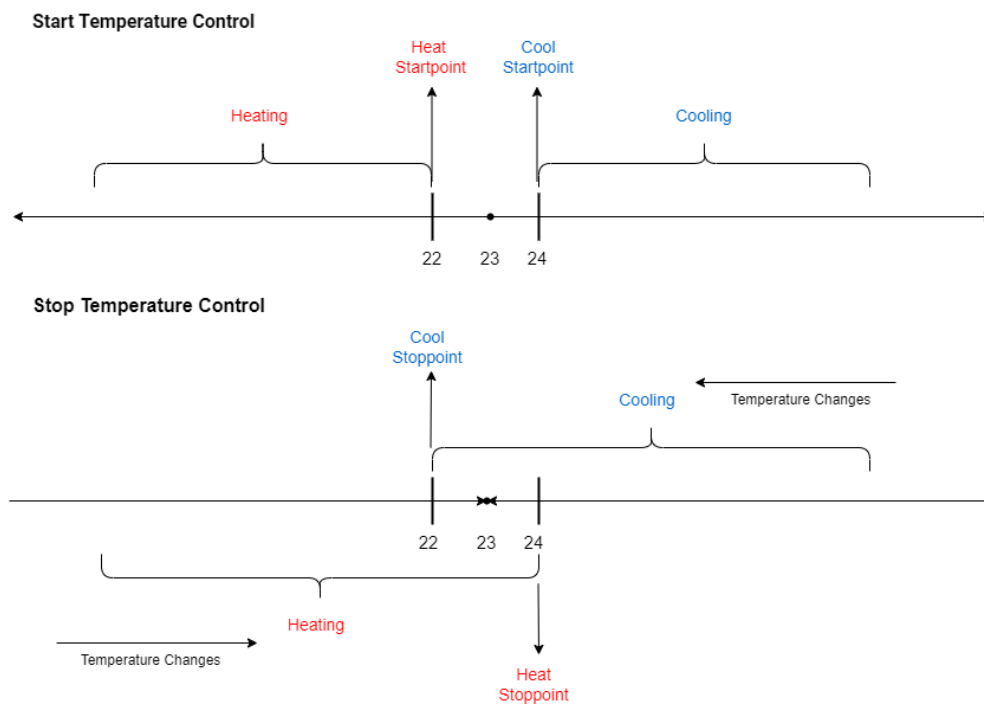 Start Temperature Control
Heat
Startpoint
Cool
Startpoint
Heating
Cooling
22
23
24
Stop Temperature Control
Cool
Stoppoint
Cooling
Temperature Changes
22
23
24
Heating
Temperature Changes
Heat
Stoppoint